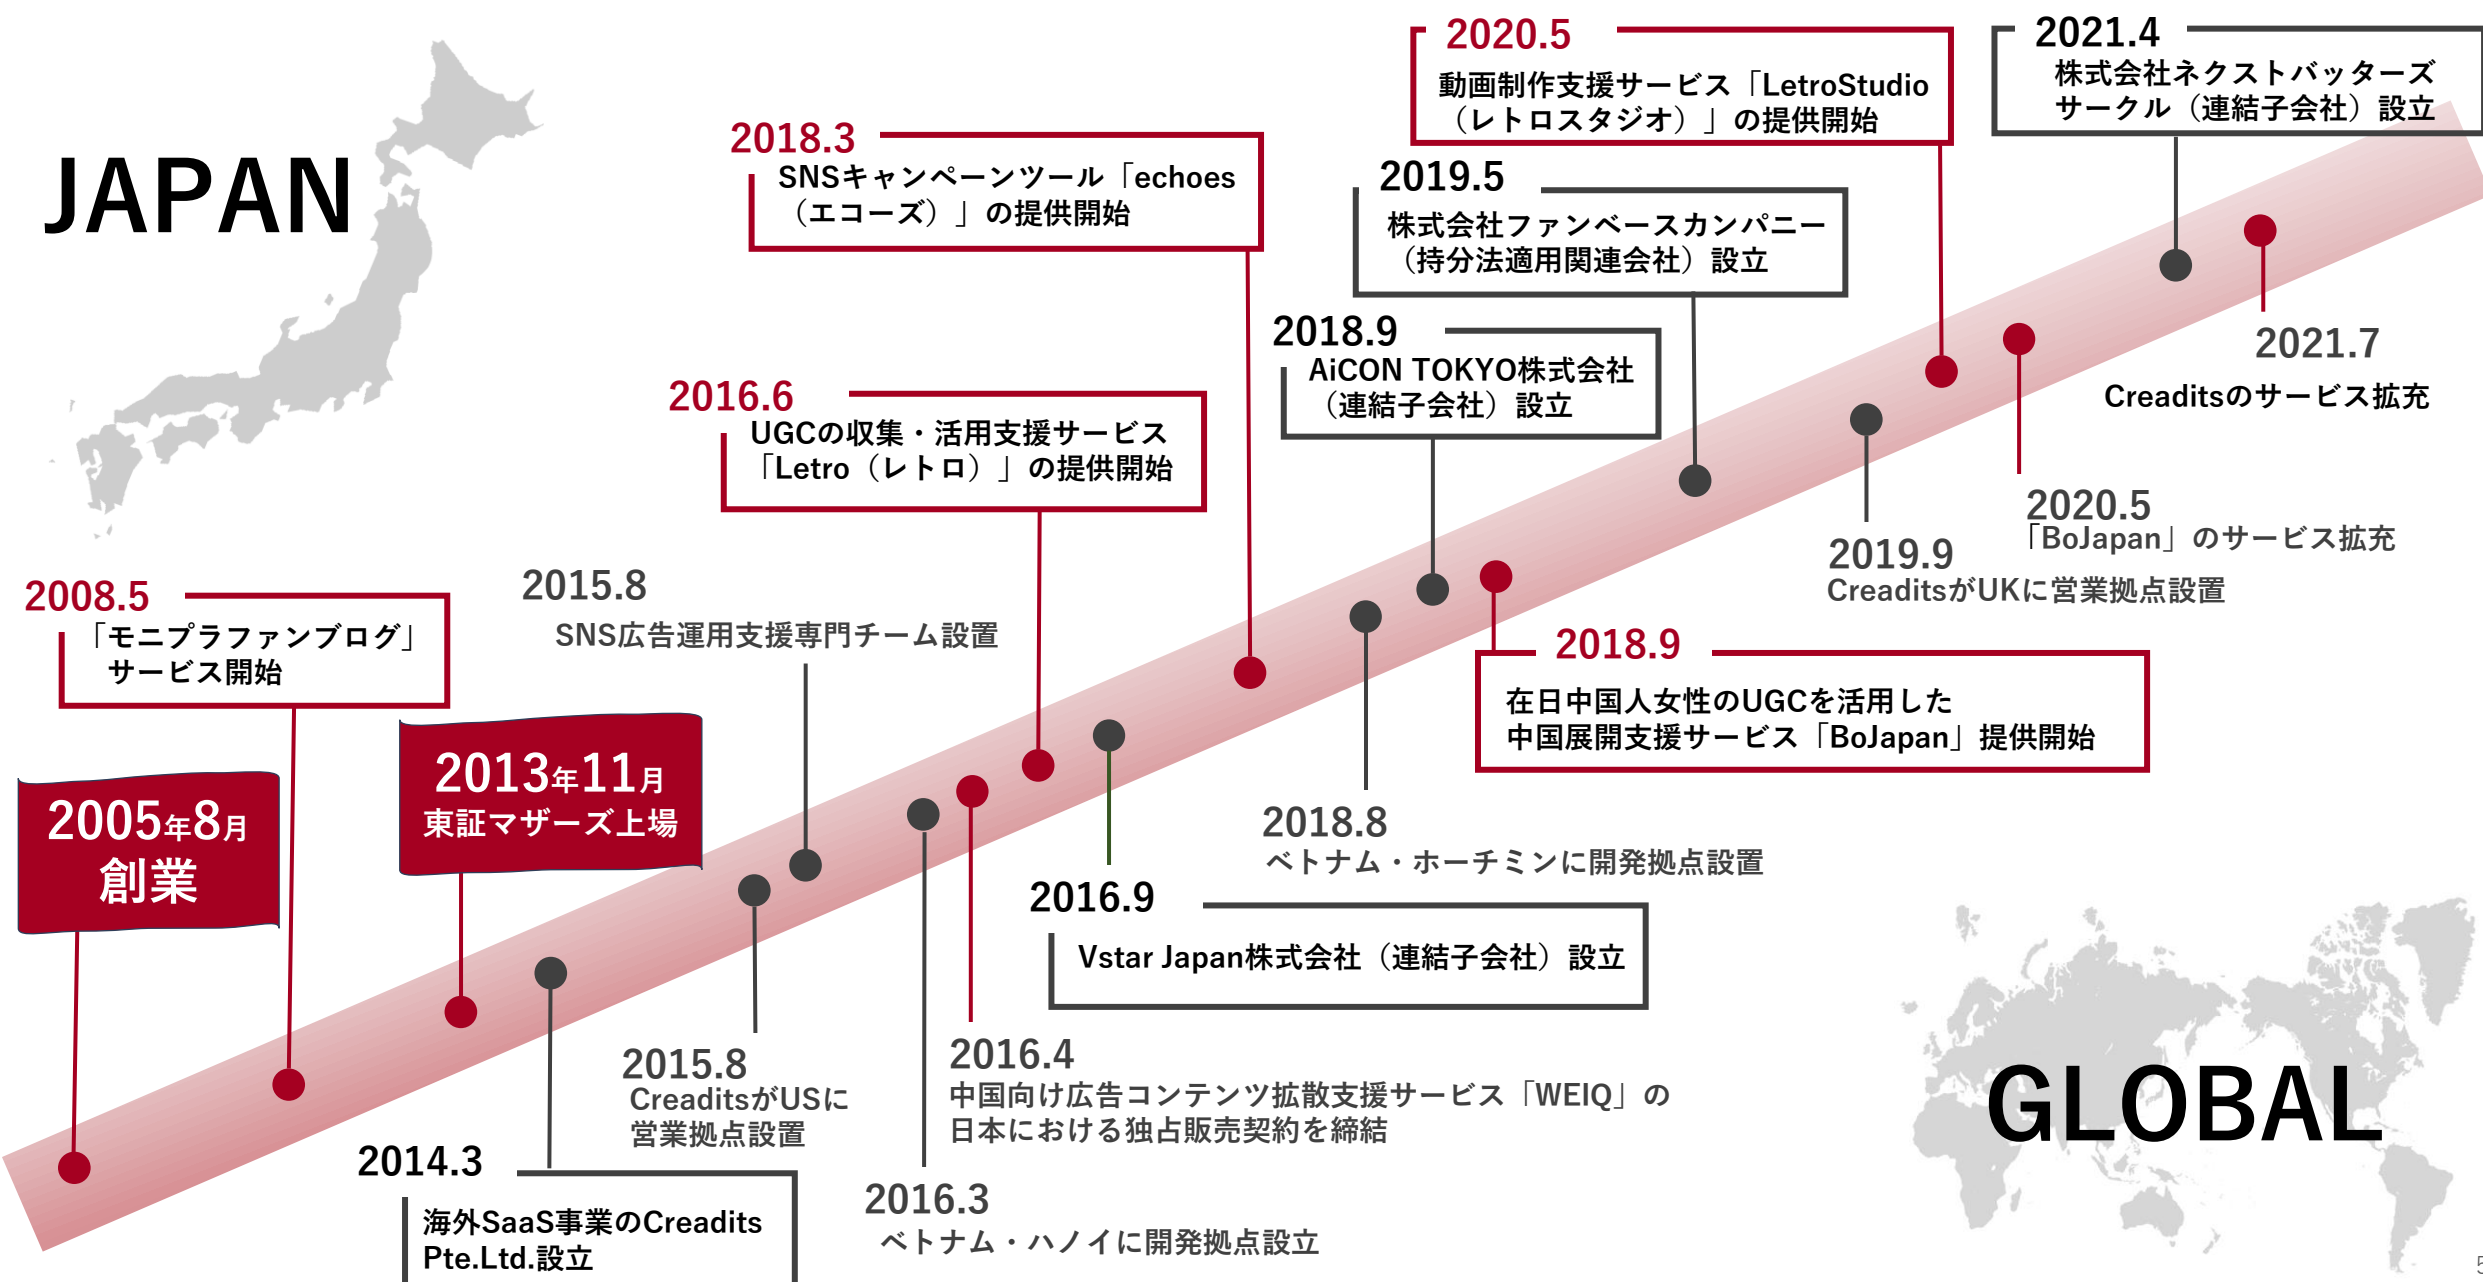 JAPAN
2020.5
動画制作支援サービス「LetroStudio
（レトロスタジオ）」の提供開始
2021.4
株式会社ネクストバッターズ
サークル（連結子会社）設立
2018.3
SNSキャンペーンツール「echoes
（エコーズ）」の提供開始
2019.5
株式会社ファンベースカンパニー
（持分法適用関連会社）設立
2018.9
AiCON TOKYO株式会社
（連結子会社）設立
2021.7
Creaditsのサービス拡充
2016.6
UGCの収集・活用支援サービス
「Letro（レトロ）」の提供開始
2020.5
「BoJapan」のサービス拡充
2019.9
CreaditsがUKに営業拠点設置
2008.5
「モニプラファンブログ」
サービス開始
2015.8
SNS広告運用支援専門チーム設置
2018.9
在日中国人女性のUGCを活用した
中国展開支援サービス「BoJapan」提供開始
2013年11月
東証マザーズ上場
2005年8月
創業
2018.8
ベトナム・ホーチミンに開発拠点設置
2016.9
Vstar Japan株式会社（連結子会社）設立
2015.8
CreaditsがUSに
営業拠点設置
2016.4
中国向け広告コンテンツ拡散支援サービス「WEIQ」の
日本における独占販売契約を締結
2014.3
海外SaaS事業のCreadits
Pte.Ltd.設立
2016.3
ベトナム・ハノイに開発拠点設立
GLOBAL
5